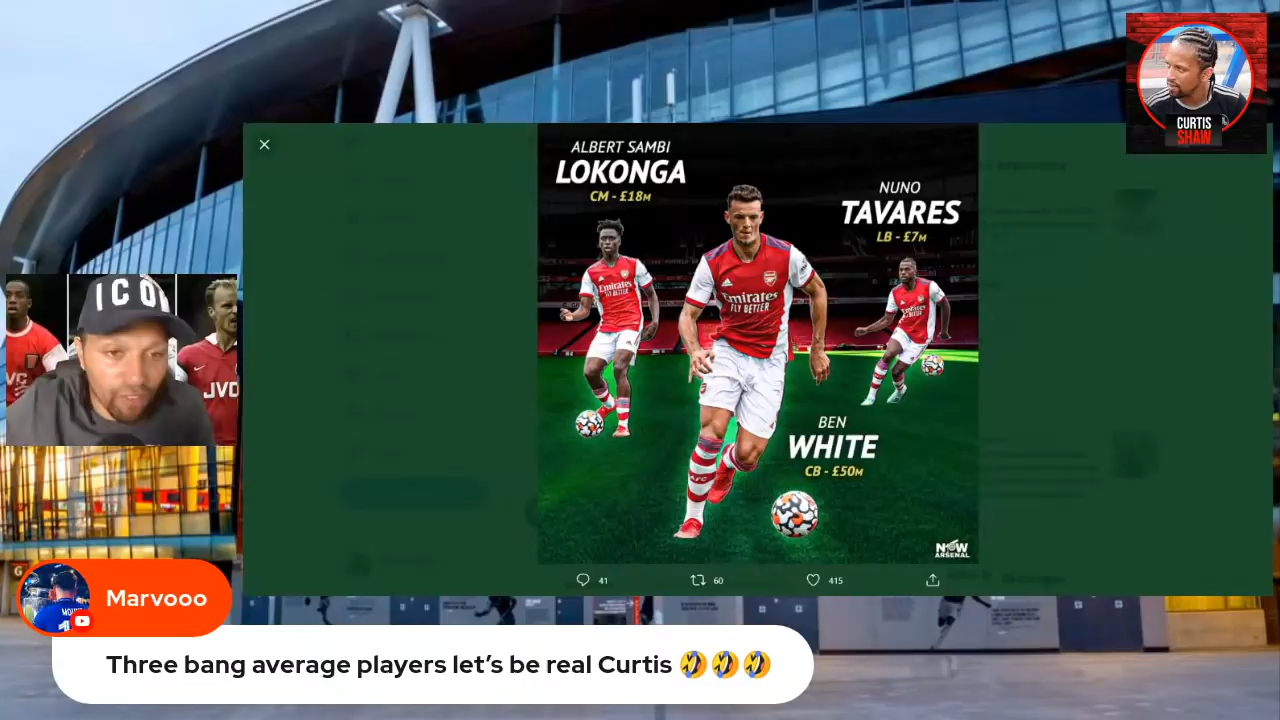 CURTIS
SHAW
ALBERT SAMBI
LOKONGA
CM - £18M
NUNO
TAVARES
LB - £7M
Emirates
FLY BETTER
Emirates
FLY BETTER
Emirates
FLY BETTER
ICON
JVC
BEN
WHITE
CB - £50M
NOW
ARSENAL
41
60
415
Marvooo
Three bang average players let’s be real Curtis 🤣🤣🤣